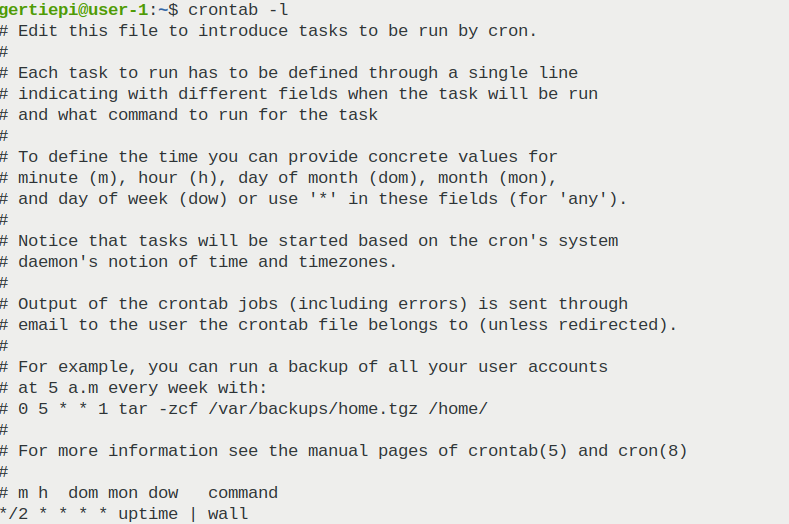 gertiepi@user-1:~$ crontab -l
# Edit this file to introduce tasks to be run by cron.
#
# Each task to run has to be defined through a single line
# indicating with different fields when the task will be run
# and what command to run for the task
#
# To define the time you can provide concrete values for
# minute (m), hour (h), day of month (dom), month (mon),
# and day of week (dow) or use '*' in these fields (for 'any').
#
# Notice that tasks will be started based on the cron's system
# daemon's notion of time and timezones.
#
# Output of the crontab jobs (including errors) is sent through
# email to the user the crontab file belongs to (unless redirected).
#
# For example, you can run a backup of all your user accounts
# at 5 a.m every week with:
# 0 5 * * 1 tar -zcf /var/backups/home.tgz /home/
#
# For more information see the manual pages of crontab(5) and cron(8)
#
# m h  dom mon dow   command
*/2 * * * * uptime | wall